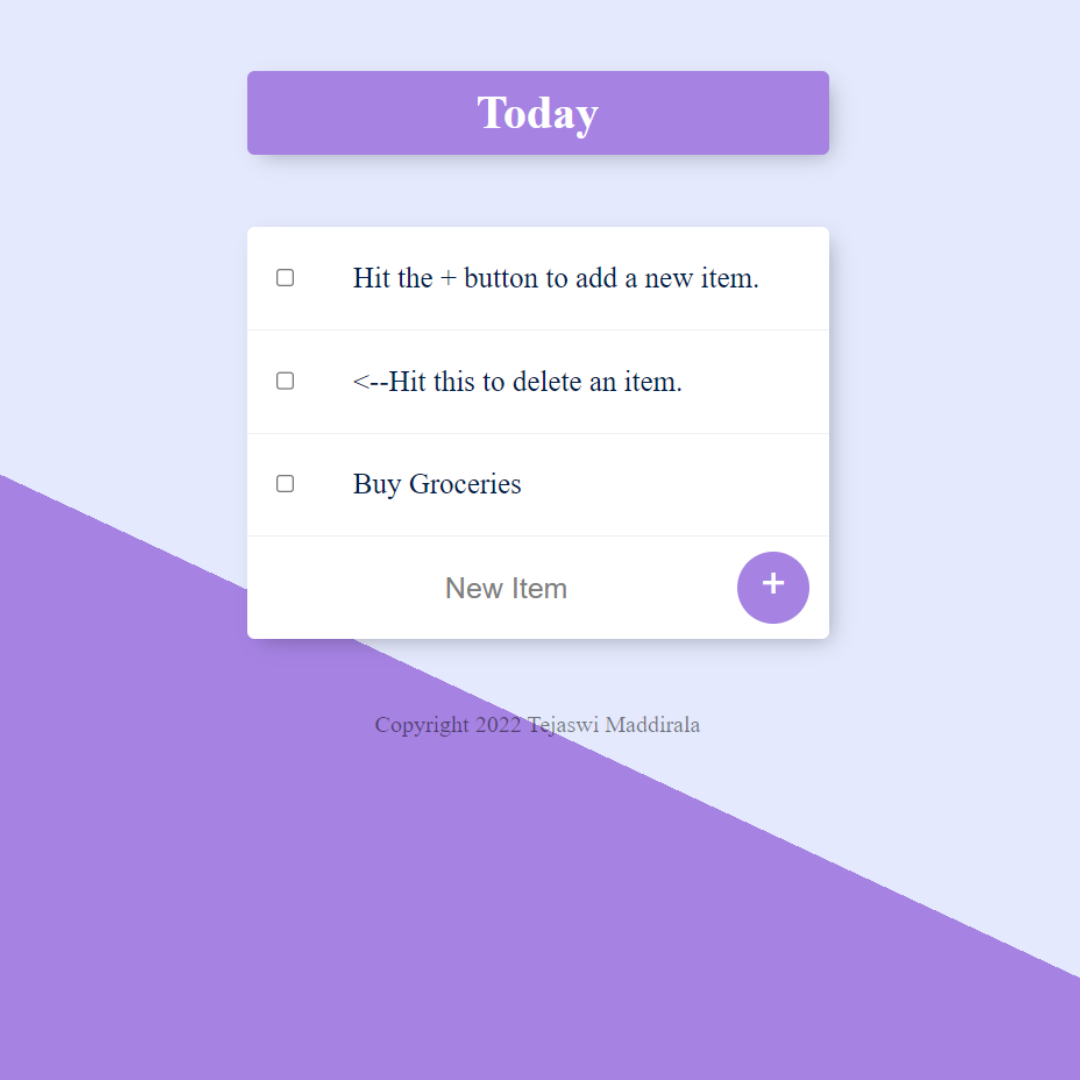 Today
Hit the + button to add a new item.
<--Hit this to delete an item.
Buy Groceries
New Item
+
Copyright 2022 Tejaswi Maddirala